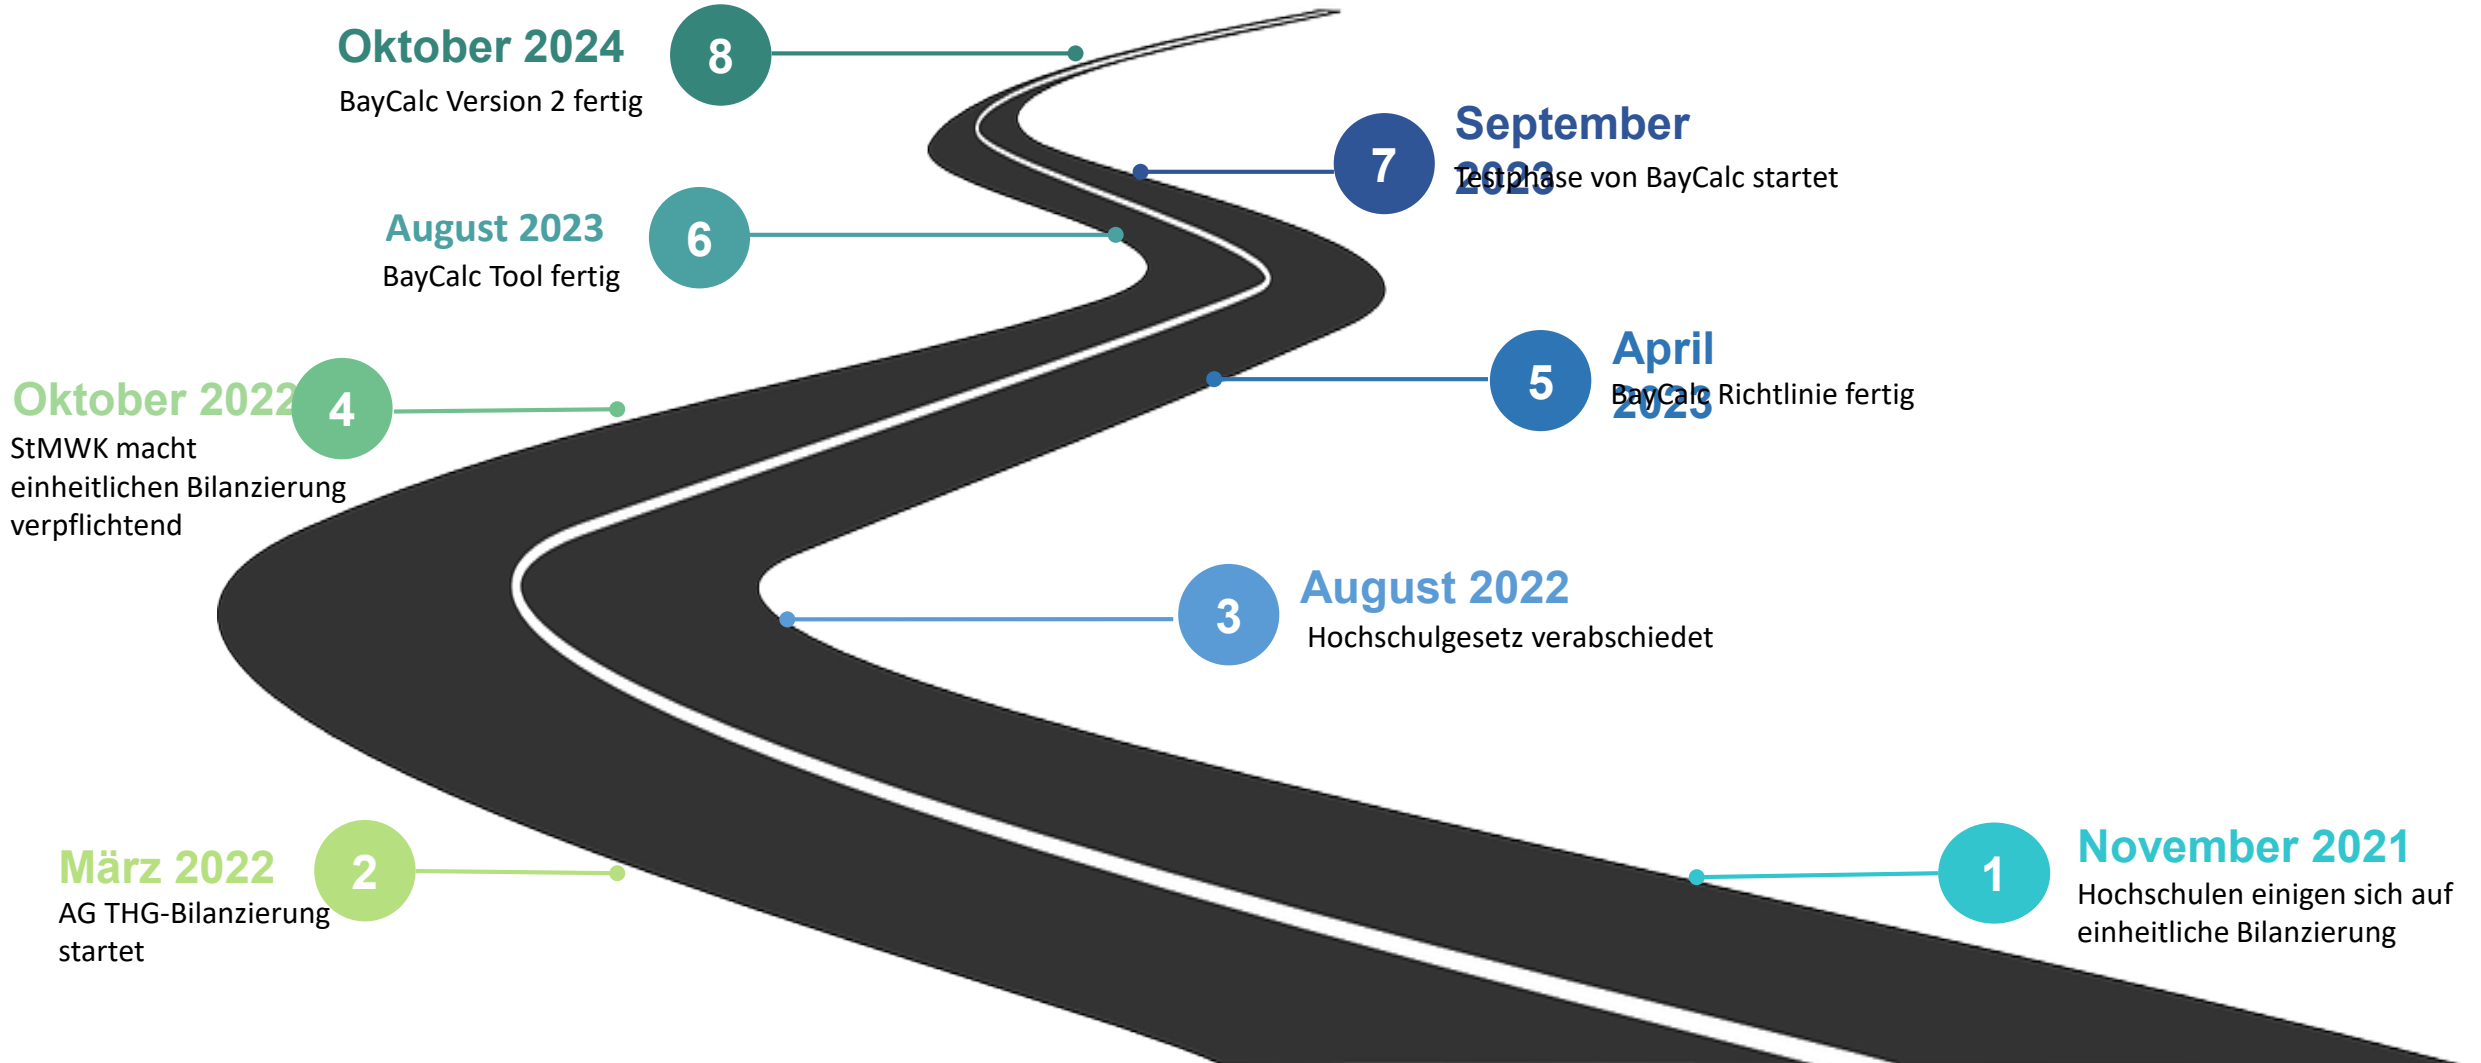 Oktober 2024
8
BayCalc Version 2 fertig
7
September
2023
Testphase von BayCalc startet
August 2023
6
BayCalc Tool fertig
5
April
2023
BayCalc Richtlinie fertig
Oktober 2022
4
StMWK macht
einheitlichen Bilanzierung
verpflichtend
3
August 2022
Hochschulgesetz verabschiedet
März 2022
2
AG THG-Bilanzierung
startet
1
November 2021
Hochschulen einigen sich auf
einheitliche Bilanzierung